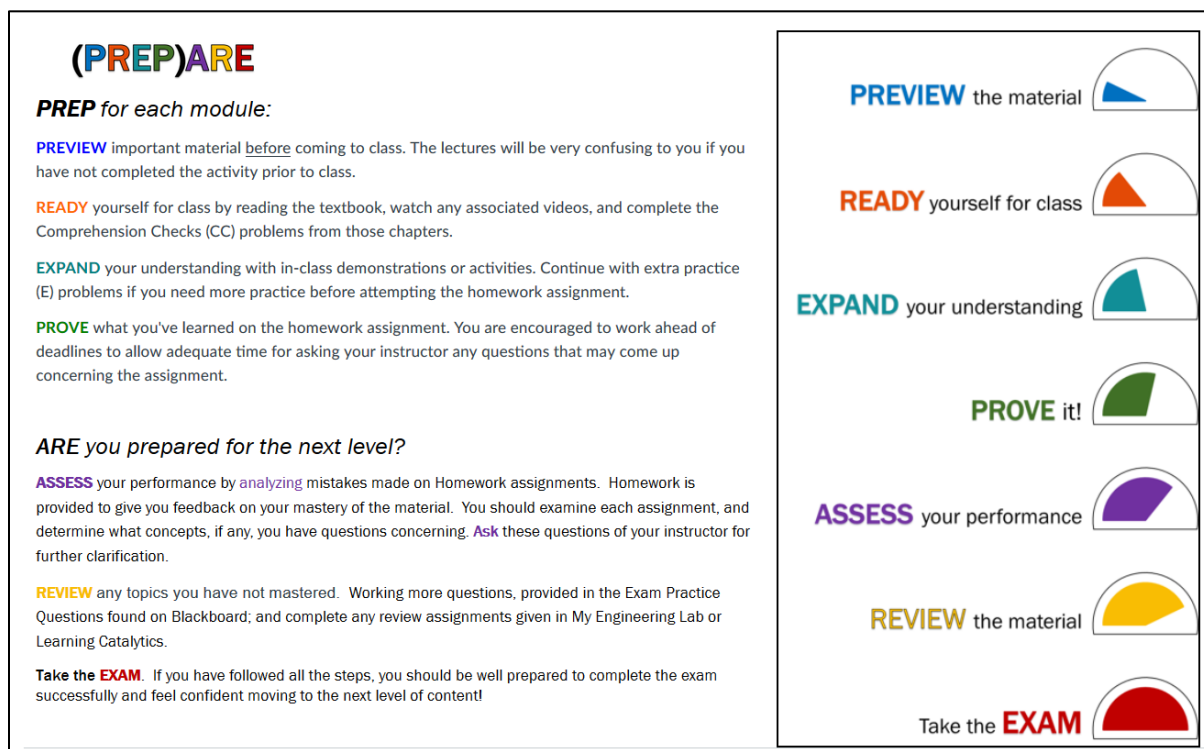 (PREP)ARE
PREP for each module:
PREVIEW important material before coming to class. The lectures will be very confusing to you if you
have not completed the activity prior to class.
READY yourself for class by reading the textbook, watch any associated videos, and complete the
Comprehension Checks (CC) problems from those chapters.
EXPAND your understanding with in-class demonstrations or activities. Continue with extra practice
(E) problems if you need more practice before attempting the homework assignment.
PROVE what you've learned on the homework assignment. You are encouraged to work ahead of
deadlines to allow adequate time for asking your instructor any questions that may come up
concerning the assignment.
ARE you prepared for the next level?
ASSESS your performance by analyzing mistakes made on Homework assignments. Homework is
provided to give you feedback on your mastery of the material. You should examine each assignment, and
determine what concepts, if any, you have questions concerning. Ask these questions of your instructor for
further clarification.
REVIEW any topics you have not mastered. Working more questions, provided in the Exam Practice
Questions found on Blackboard; and complete any review assignments given in My Engineering Lab or
Learning Catalytics.
Take the EXAM. If you have followed all the steps, you should be well prepared to complete the exam
successfully and feel confident moving to the next level of content!
PREVIEW the material
READY yourself for class
EXPAND your understanding
PROVE it!
ASSESS your performance
REVIEW the material
Take the EXAM